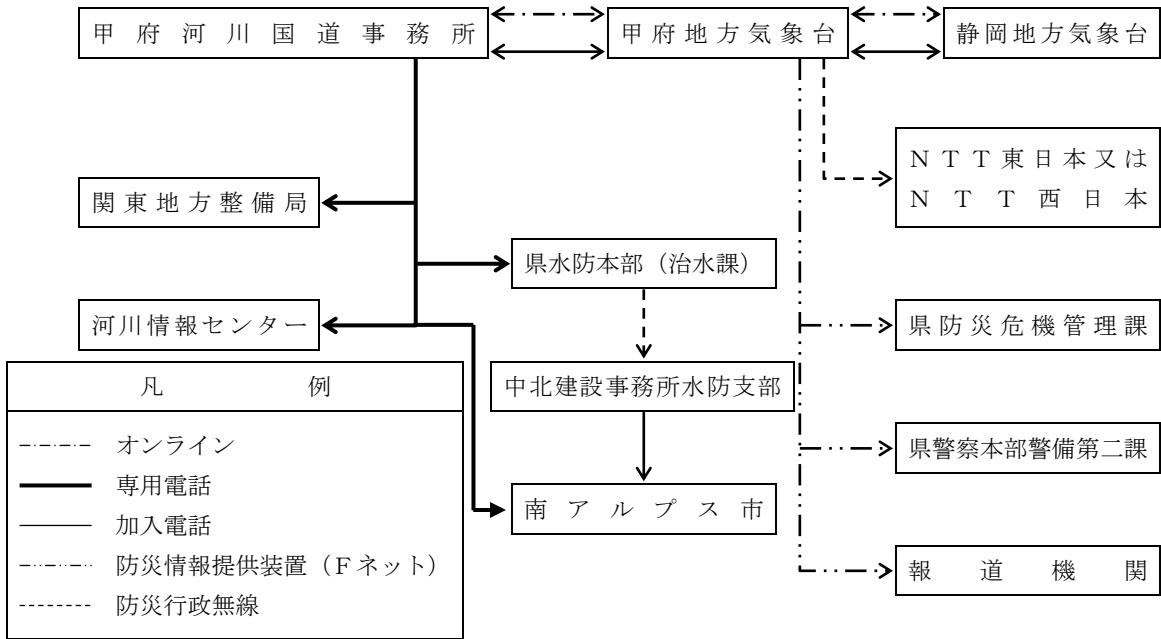 甲府河川国道事務所
甲府地方気象台
静岡地方気象台
NTT東日本又は
NTT西日本
関東地方整備局
県水防本部（治水課）
河川情報センター
県防災危機管理課
中北建設事務所水防支部
県警察本部警備第二課
南アルプス市
報道機関
凡例
オンライン
専用電話
加入電話
防災情報提供装置（Fネット）
防災行政無線